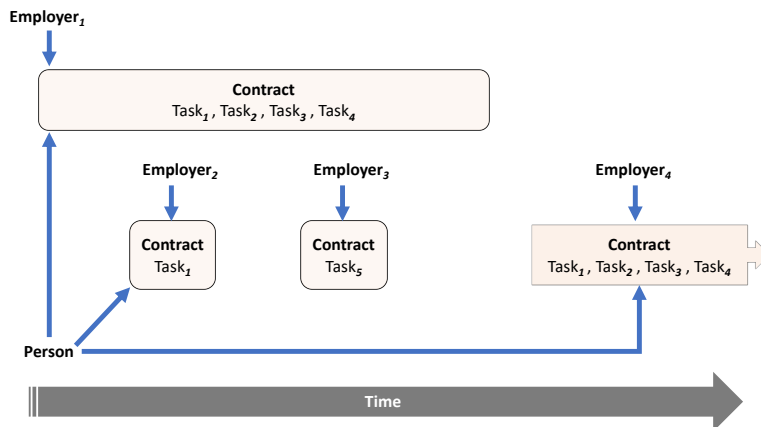 Employer1
Contract
Task1 , Task2 , Task3 , Task4
Employer2
Employer3
Employer4
Contract
Task1
Contract
Task5
Contract
Task1 , Task2 , Task3 , Task4
Person
Time